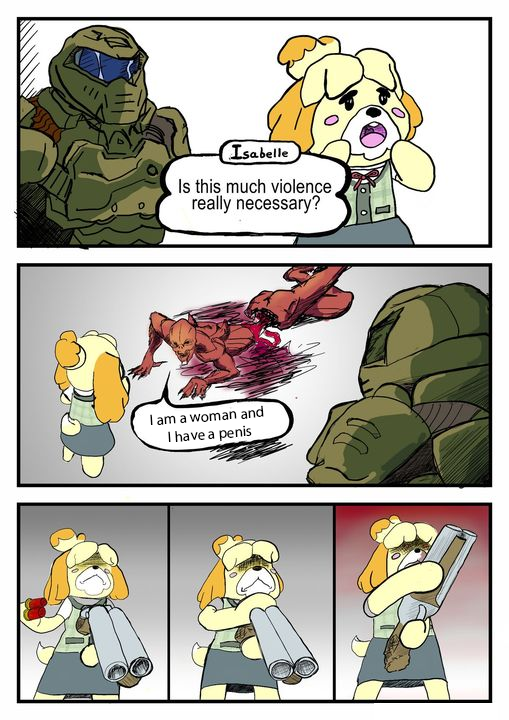 Isabelle
Is this much violence
really necessary?
I am a woman and
I have a penis